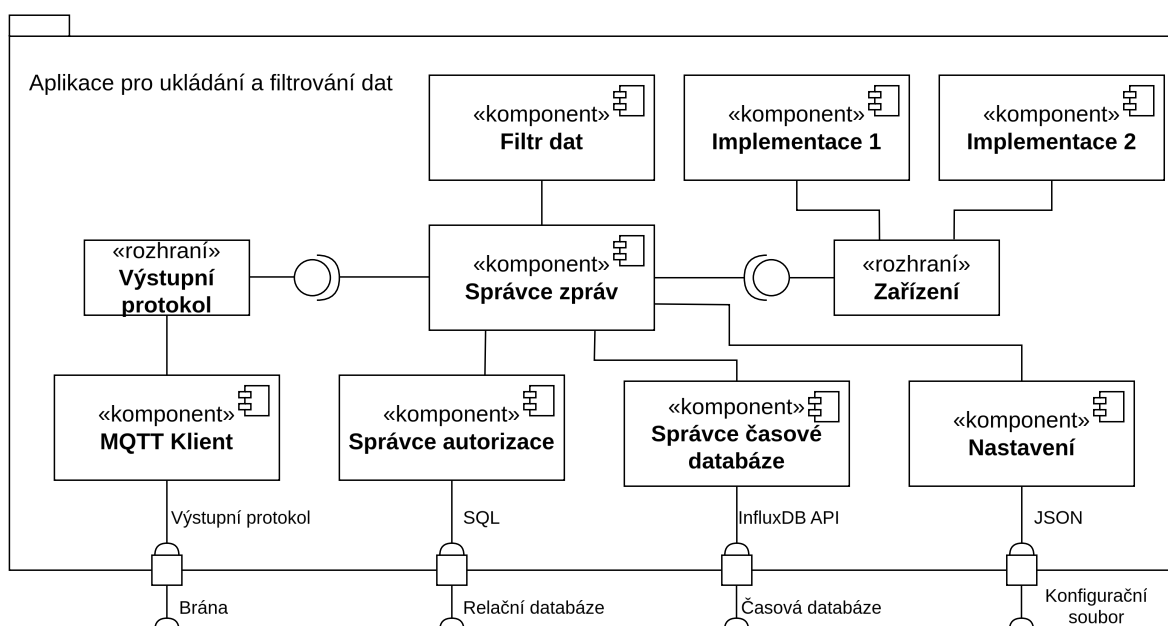 Aplikace pro ukládání a filtrování dat
«komponent»
Filtr dat
«komponent»
Implementace 1
«komponent»
Implementace 2
«rozhraní»
Výstupní
protokol
«komponent»
Správce zpráv
«rozhraní»
Zařízení
«komponent»
MQTT Klient
«komponent»
Správce autorizace
«komponent»
Správce časové
databáze
«komponent»
Nastavení
Výstupní protokol
SQL
InfluxDB API
JSON
Brána
Relační databáze
Časová databáze
Konfigurační
soubor